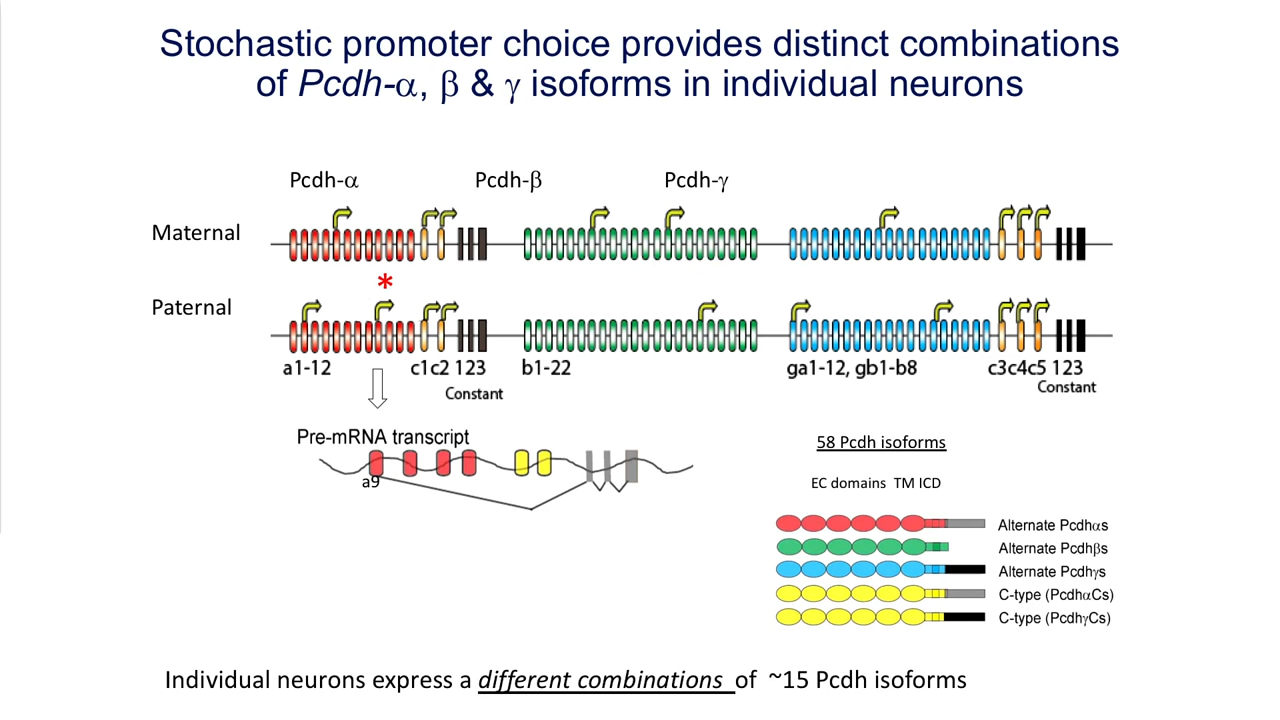 Stochastic promoter choice provides distinct combinations
of Pcdh-α, β & γ isoforms in individual neurons
Pcdh-α Pcdh-β Pcdh-γ
Maternal
*
Paternal
a1-12 c1c2 123 b1-22 ga1-12, gb1-b8 c3c4c5 123
Constant Constant
Pre-mRNA transcript
a9
58 Pcdh isoforms
EC domains TM ICD
Alternate Pcdhαs
Alternate Pcdhβs
Alternate Pcdhγs
C-type (PcdhαCs)
C-type (PcdhγCs)
Individual neurons express a different combinations of ~15 Pcdh isoforms